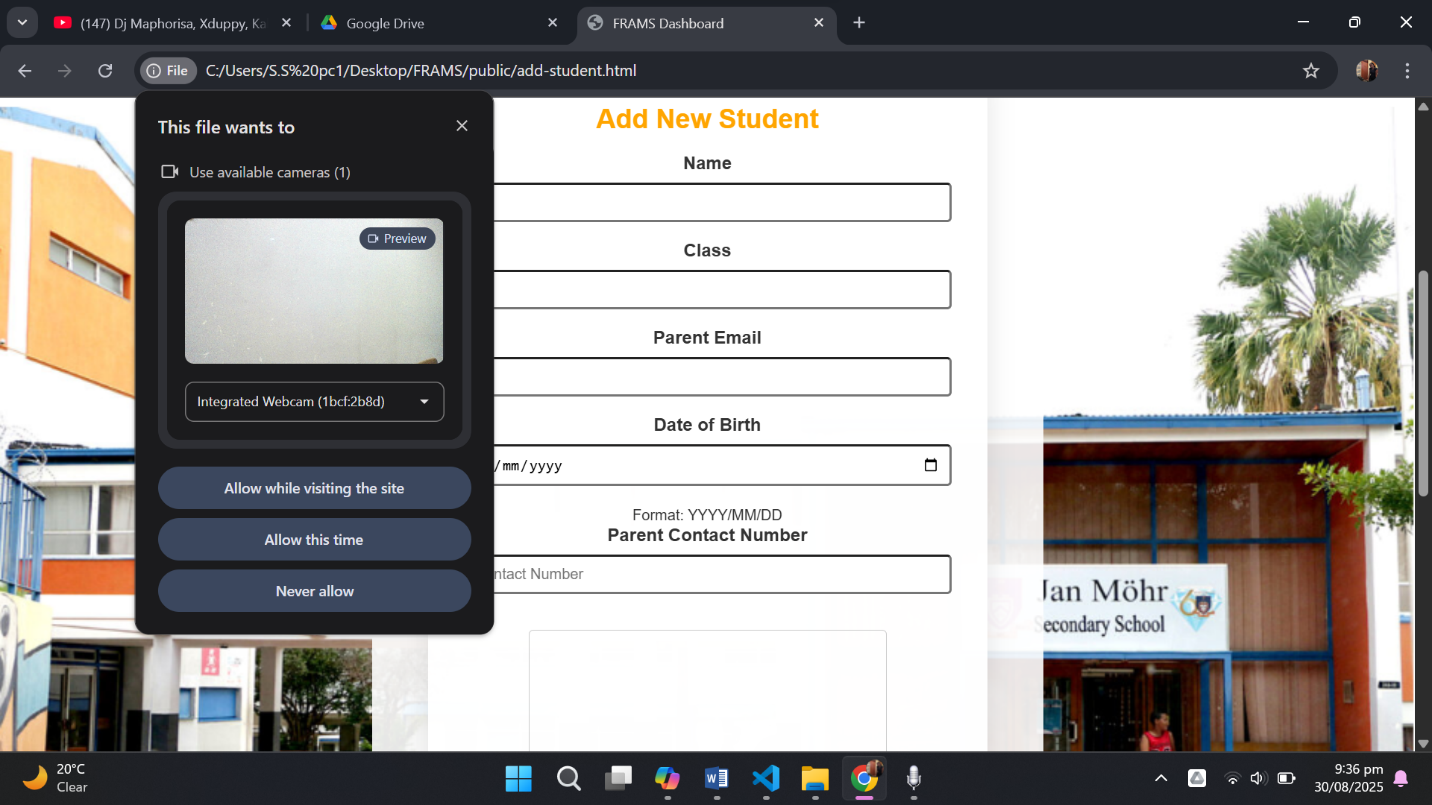 (147) Dj Maphorisa, Xduppy, Ka
Google Drive
FRAMS Dashboard
File
C:/Users/S.S%20pc1/Desktop/FRAMS/public/add-student.html
This file wants to
Use available cameras (1)
Preview
Integrated Webcam (1bcf:2b8d)
Allow while visiting the site
Allow this time
Never allow
Add New Student
Name
Class
Parent Email
Date of Birth
/mm/yyyy
Format: YYYY/MM/DD
Parent Contact Number
ntact Number
Jan Möhr
Secondary School
20°C
Clear
9:36 pm
30/08/2025